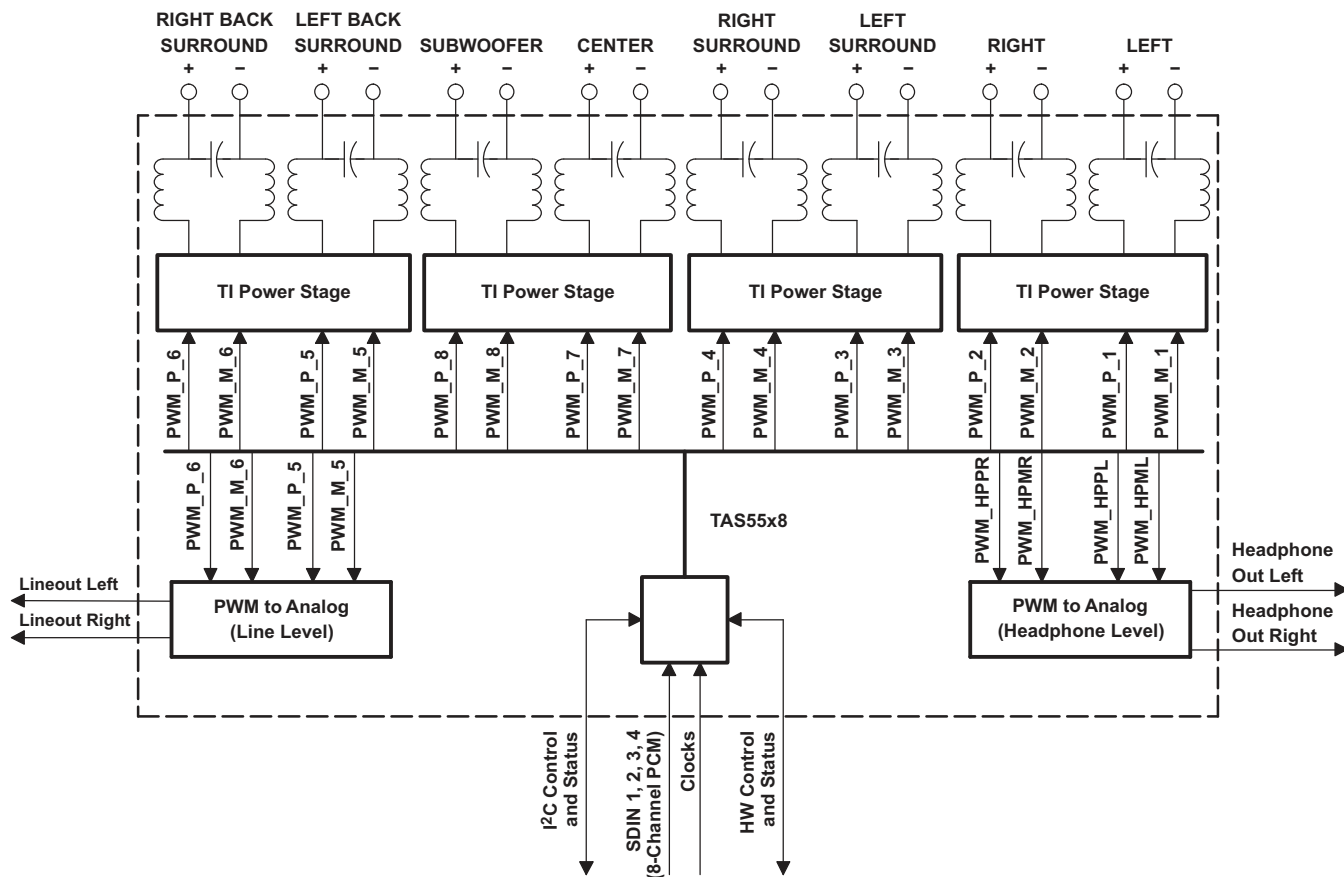 RIGHT BACK
SURROUND
LEFT BACK
SURROUND
SUBWOOFER
CENTER
RIGHT
SURROUND
LEFT
SURROUND
RIGHT
LEFT
+ − + − + − + − + − + − + − + −
TI Power Stage
TI Power Stage
TI Power Stage
TI Power Stage
PWM_P_6
PWM_M_6
PWM_P_5
PWM_M_5
PWM_P_8
PWM_M_8
PWM_P_7
PWM_M_7
PWM_P_4
PWM_M_4
PWM_P_3
PWM_M_3
PWM_P_2
PWM_M_2
PWM_P_1
PWM_M_1
PWM_P_6
PWM_M_6
PWM_P_5
PWM_M_5
TAS55x8
PWM_HPPR
PWM_HPMR
PWM_HPPL
PWM_HPML
Lineout Left
Lineout Right
PWM to Analog
(Line Level)
PWM to Analog
(Headphone Level)
Headphone
Out Left
Headphone
Out Right
I²C Control
and Status
SDIN 1, 2, 3, 4
(8-Channel PCM)
Clocks
HW Control
and Status